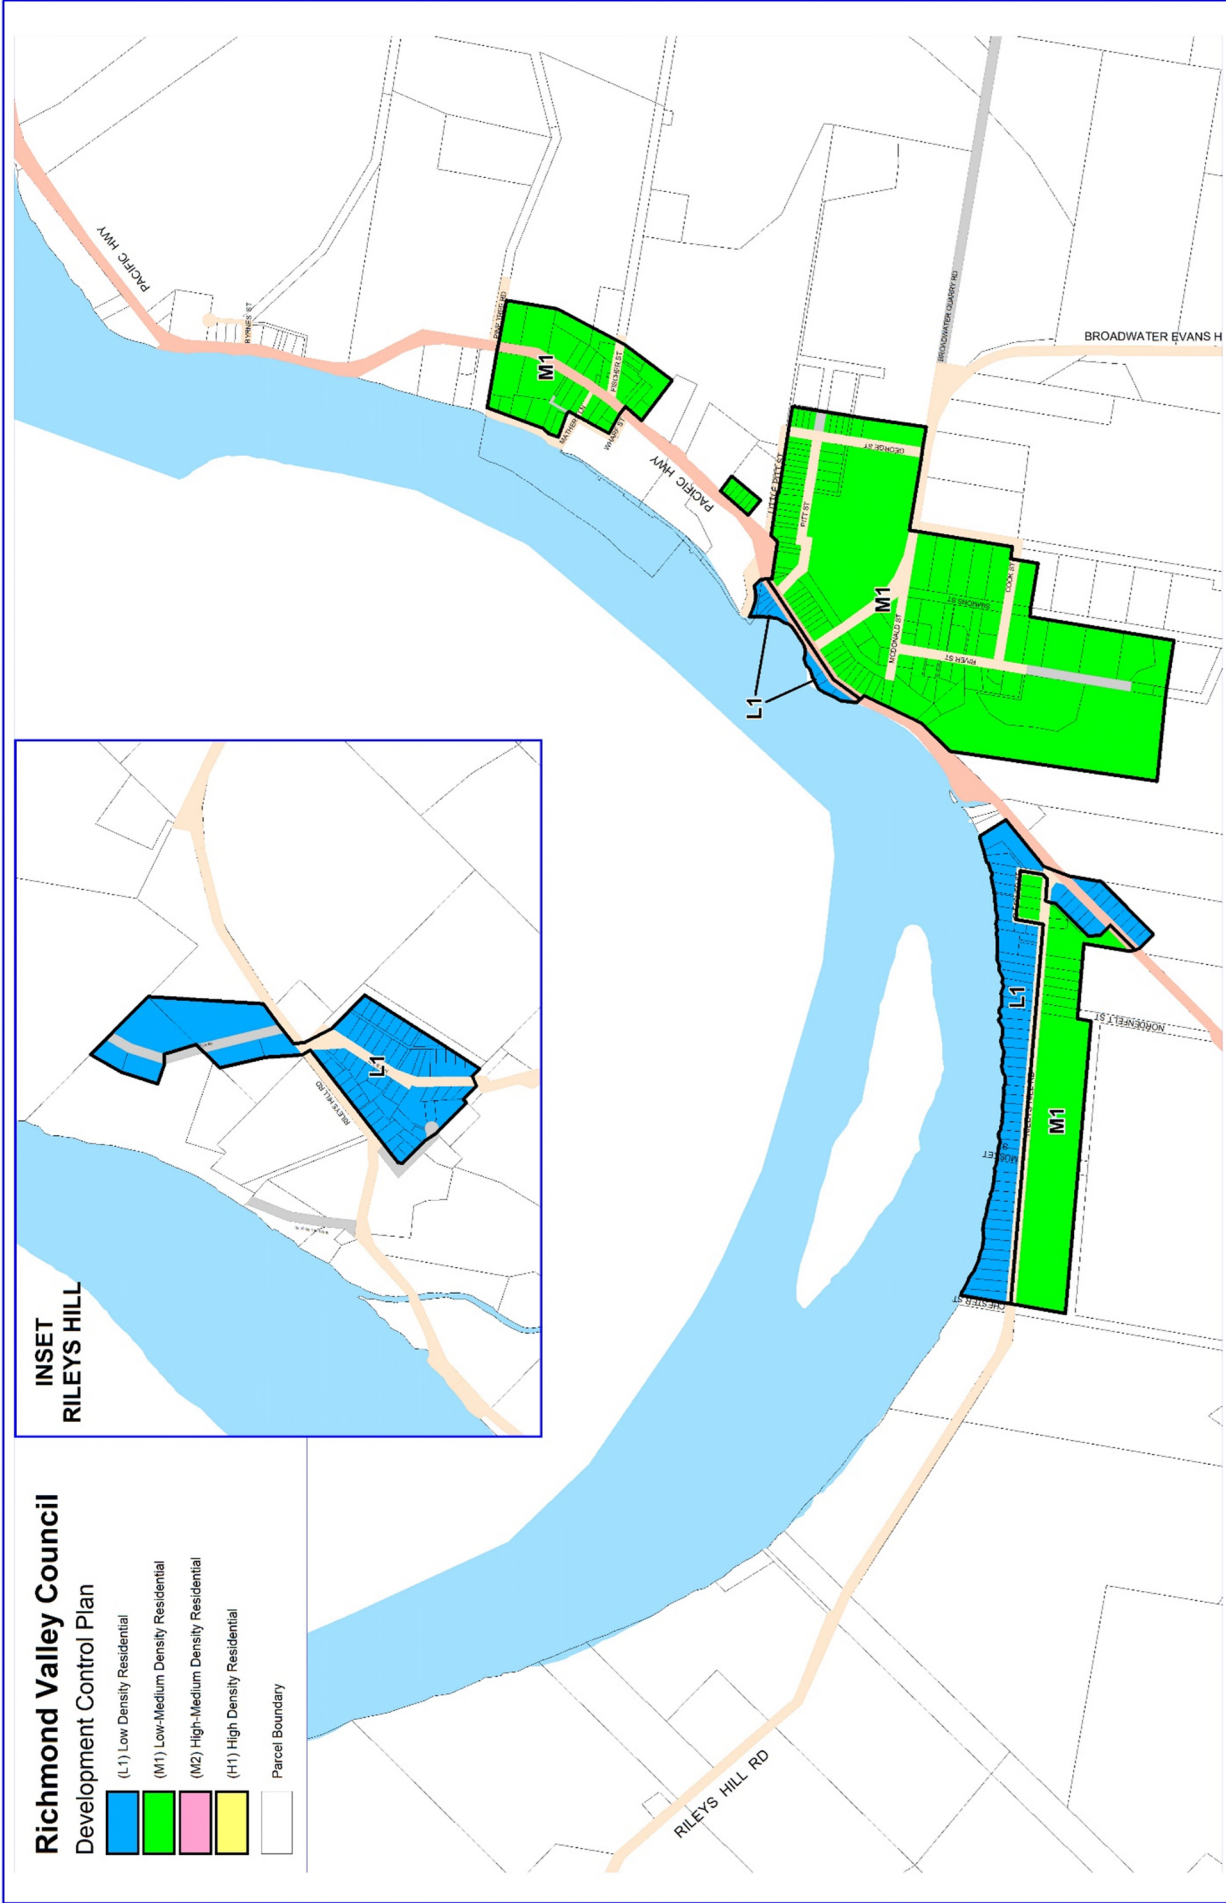 Richmond Valley Council
Development Control Plan
(L1) Low Density Residential
(M1) Low-Medium Density Residential
(M2) High-Medium Density Residential
(H1) High Density Residential
Parcel Boundary
INSET
RILEYS HILL
RILEYS HILL RD
L1
RILEYS HILL RD
CHESTER ST
L1
M1
NORDENFELT ST
L1
M1
MCDONALD ST
RIVER ST
COOK ST
SIMMONS ST
PITT ST
LITTLE PITT ST
GEORGE ST
BROADWATER QUARRY RD
BROADWATER EVANS H
PACIFIC HWY
WHARF ST
M1
BYRNES ST
PACIFIC HWY